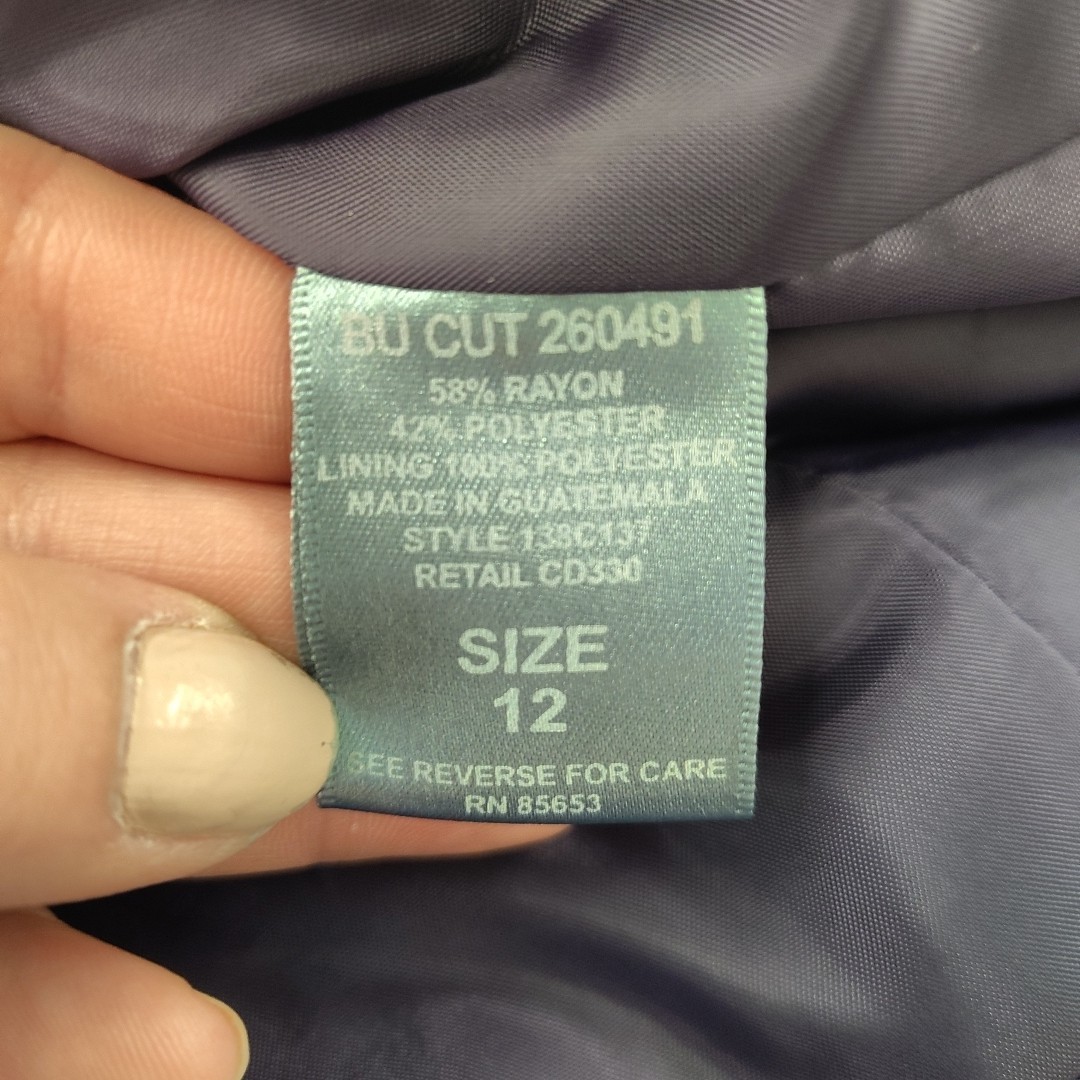 BU CUT 260491
58% RAYON
42% POLYESTER
LINING 100% POLYESTER
MADE IN GUATEMALA
STYLE 138C137
RETAIL CD330
SIZE
12
SEE REVERSE FOR CARE
RN 85653